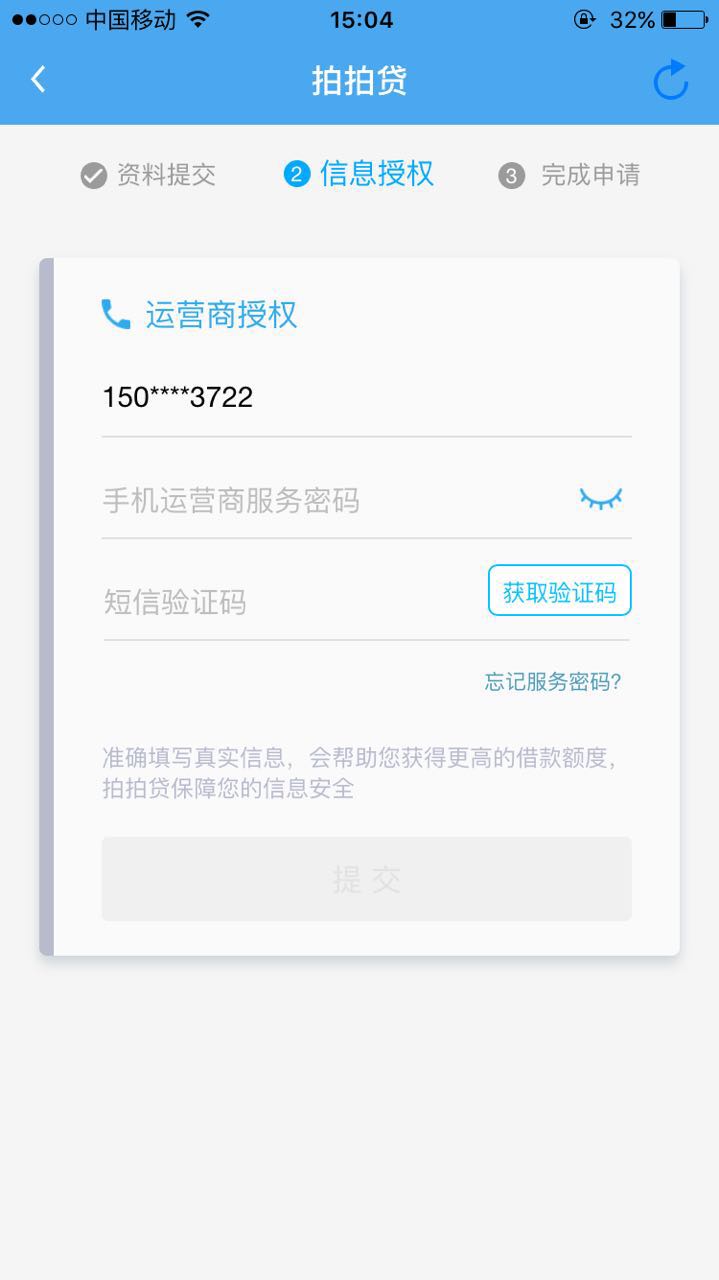 中国移动 15:04 32%
拍拍贷
资料提交 2 信息授权 3 完成申请
运营商授权
150****3722
手机运营商服务密码
短信验证码 获取验证码
忘记服务密码?
准确填写真实信息，会帮助您获得更高的借款额度，
拍拍贷保障您的信息安全
提 交